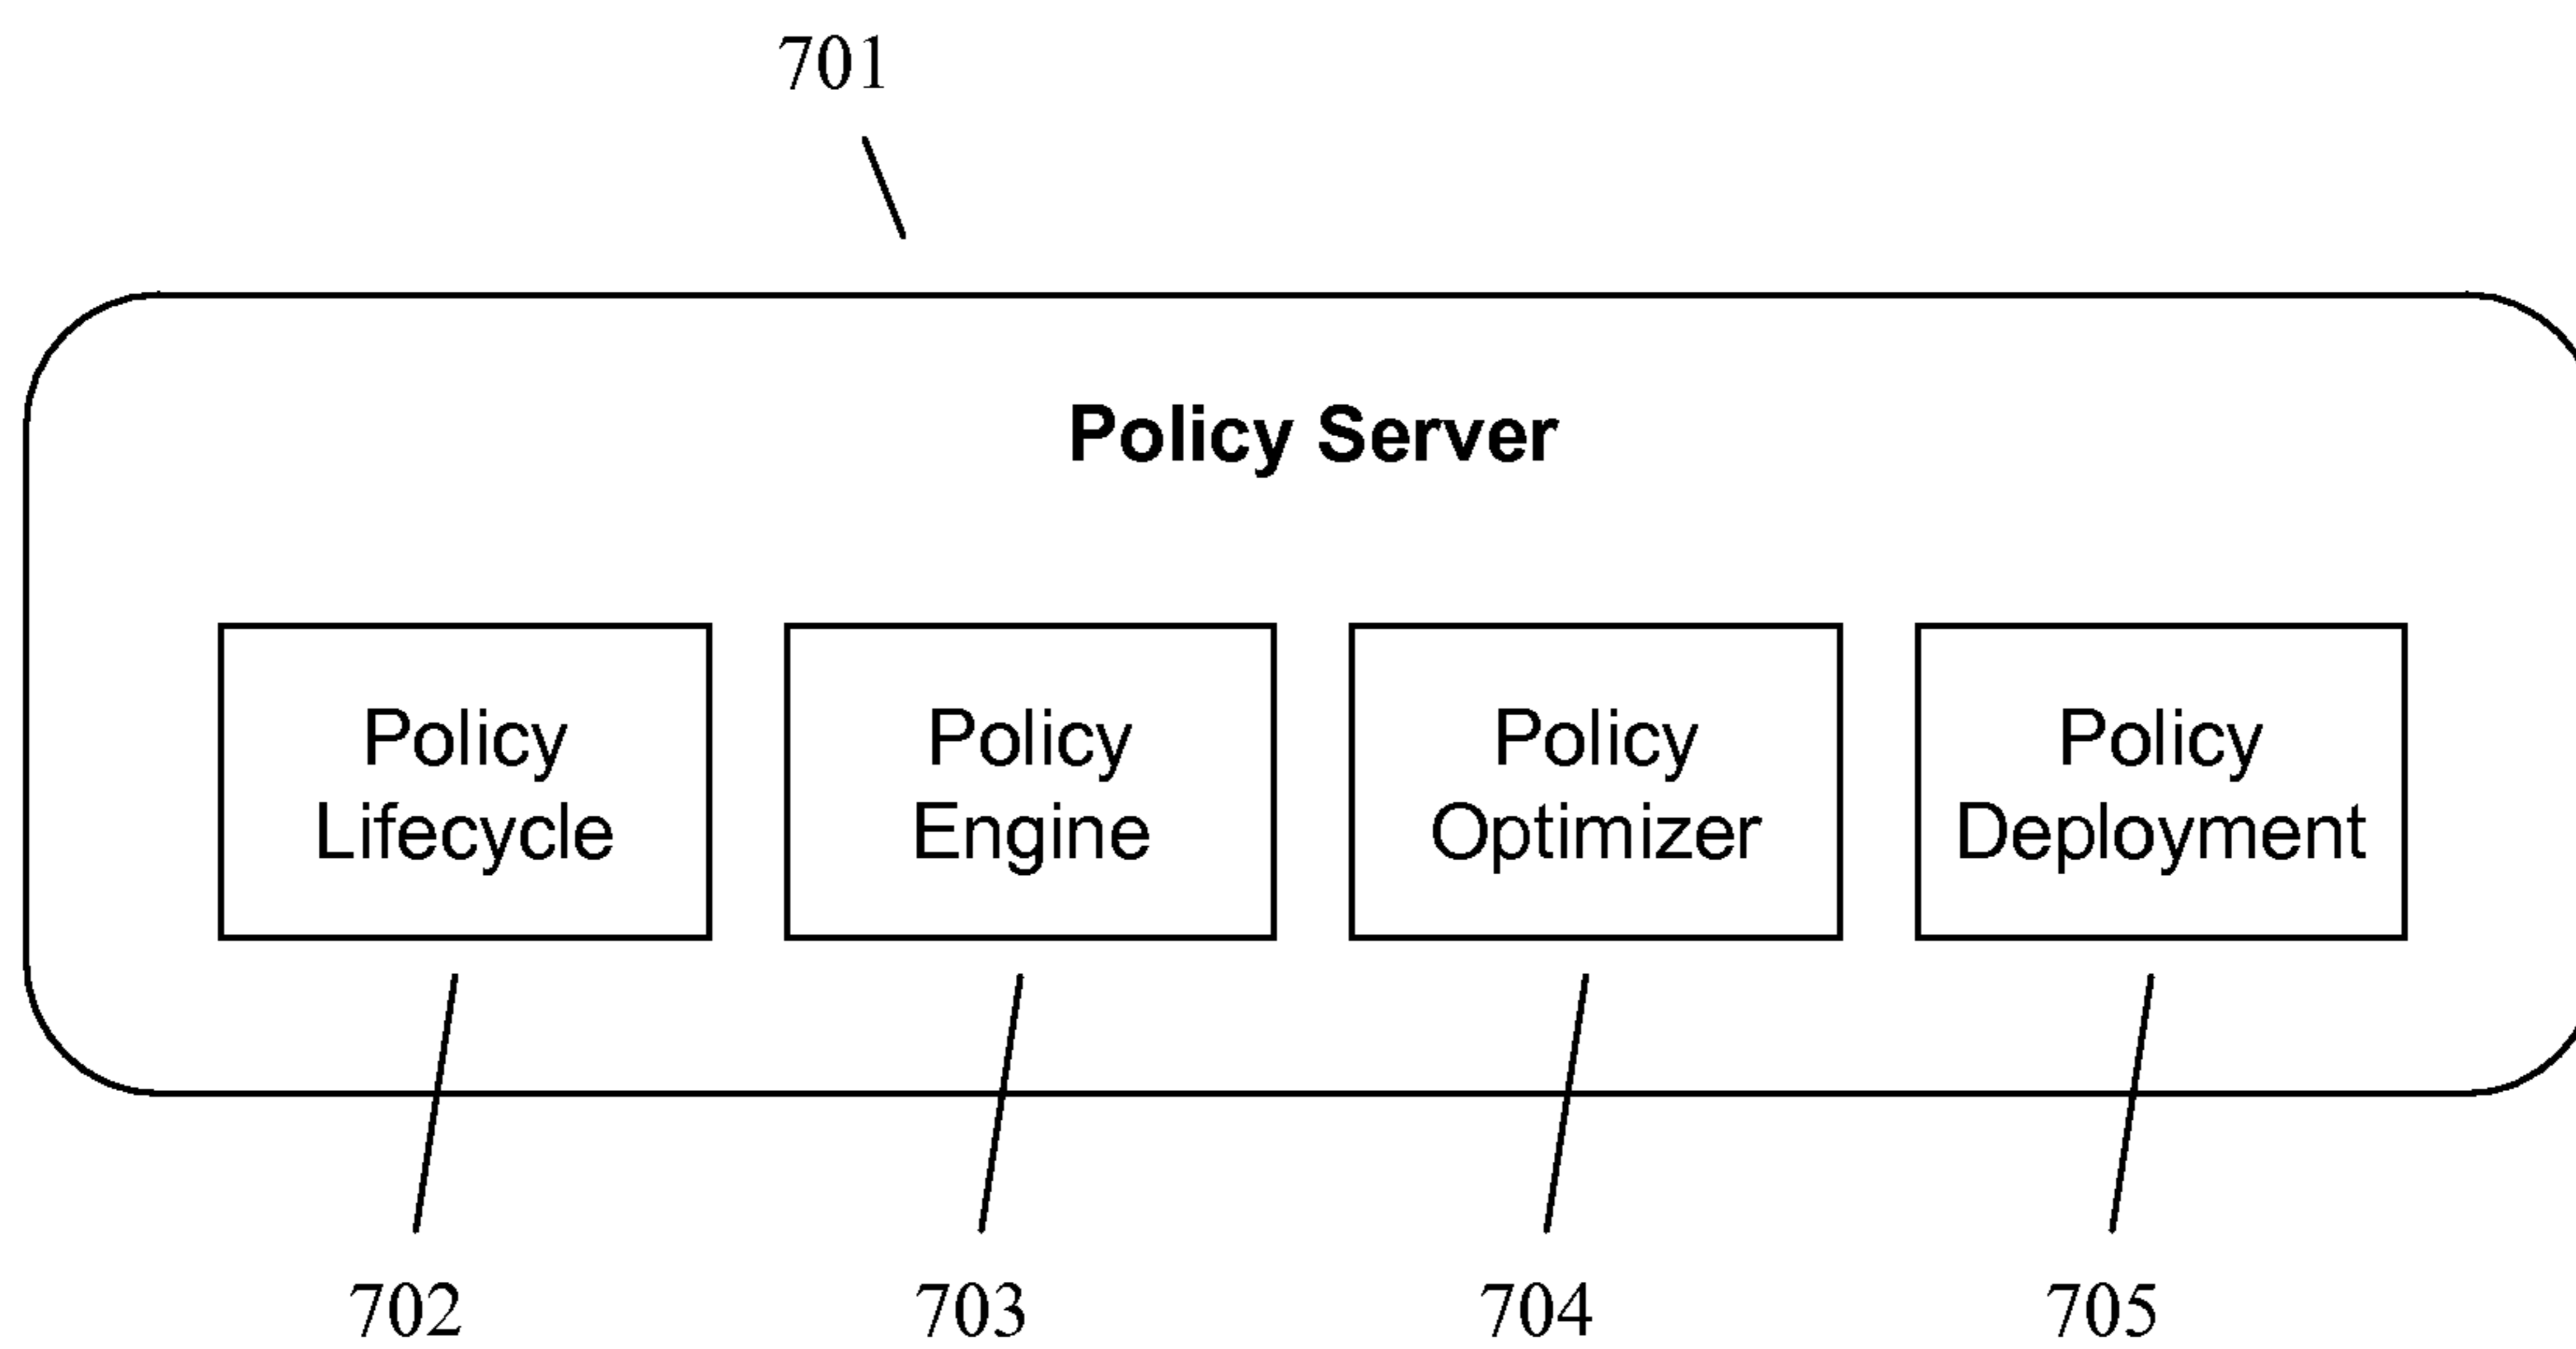 701
Policy Server
Policy
Lifecycle
Policy
Engine
Policy
Optimizer
Policy
Deployment
702
703
704
705